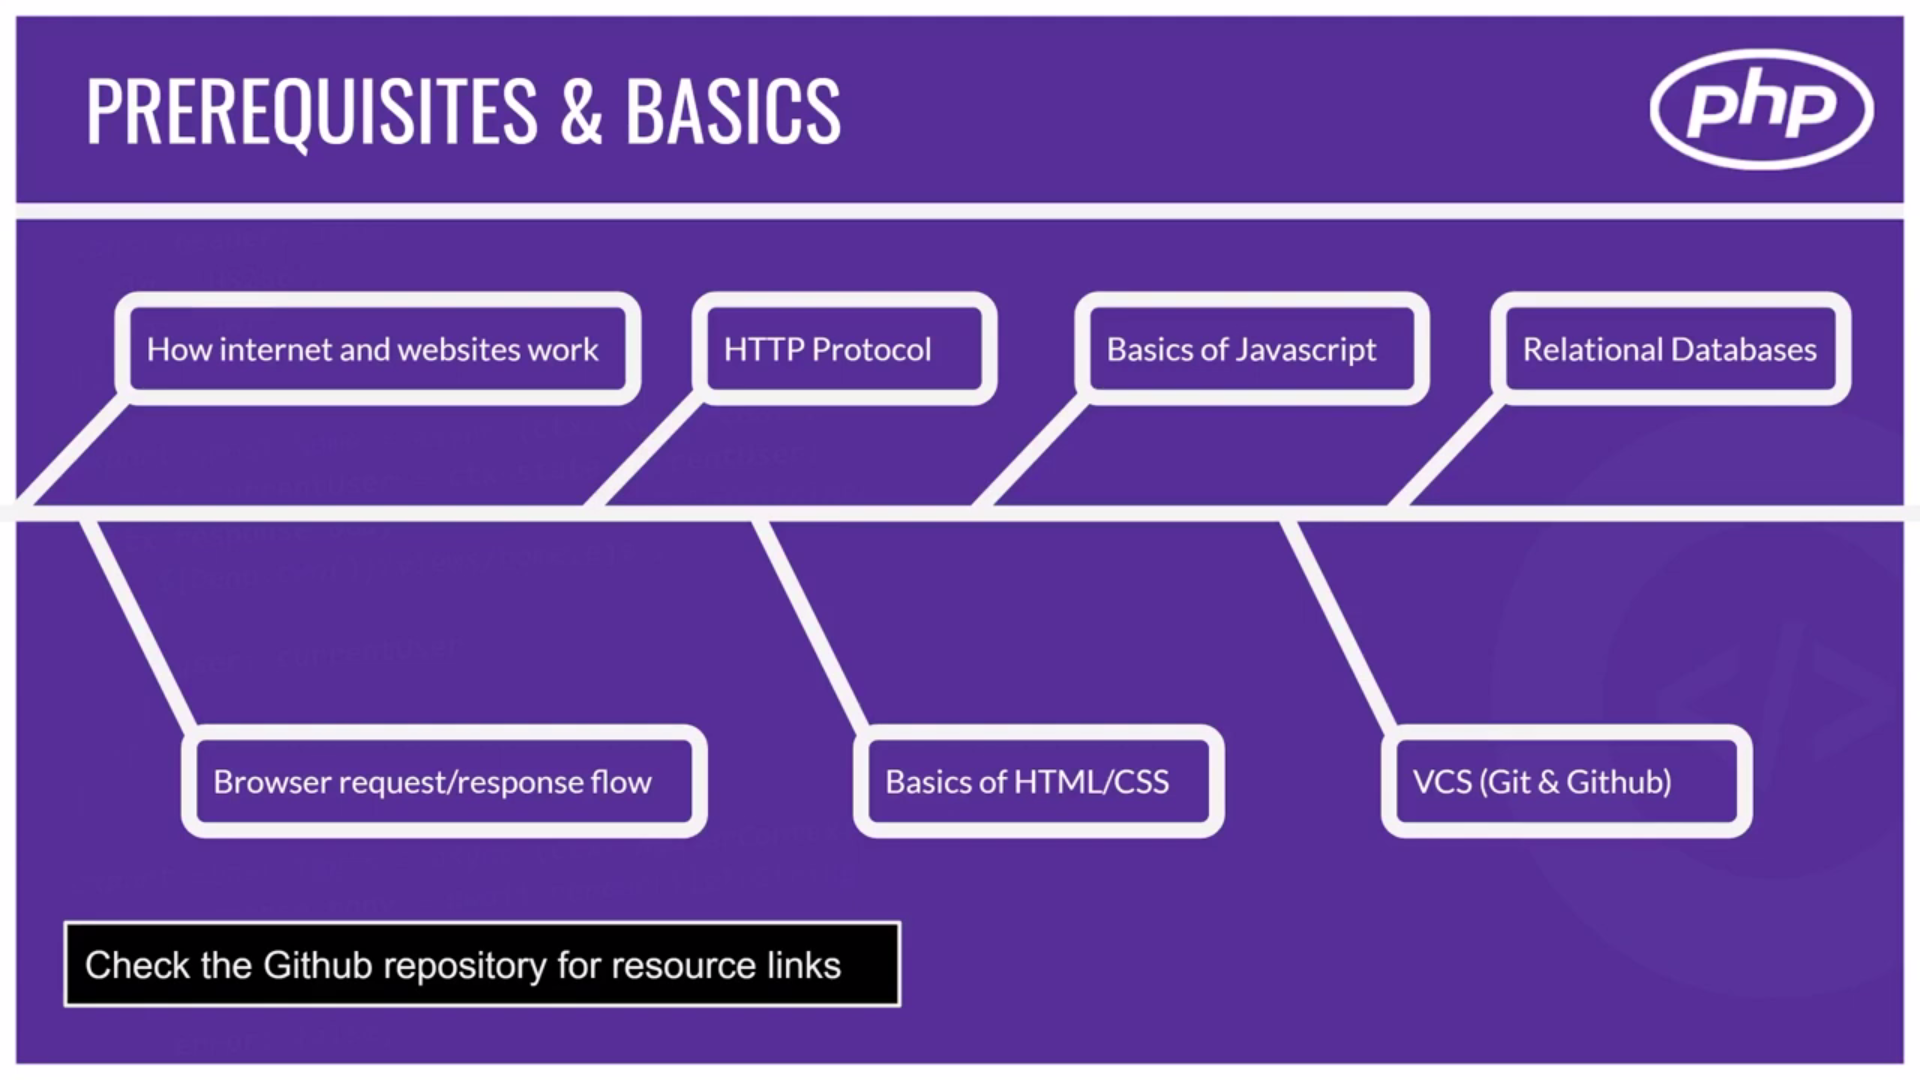 PREREQUISITES & BASICS
php
How internet and websites work
HTTP Protocol
Basics of Javascript
Relational Databases
Browser request/response flow
Basics of HTML/CSS
VCS (Git & Github)
Check the Github repository for resource links